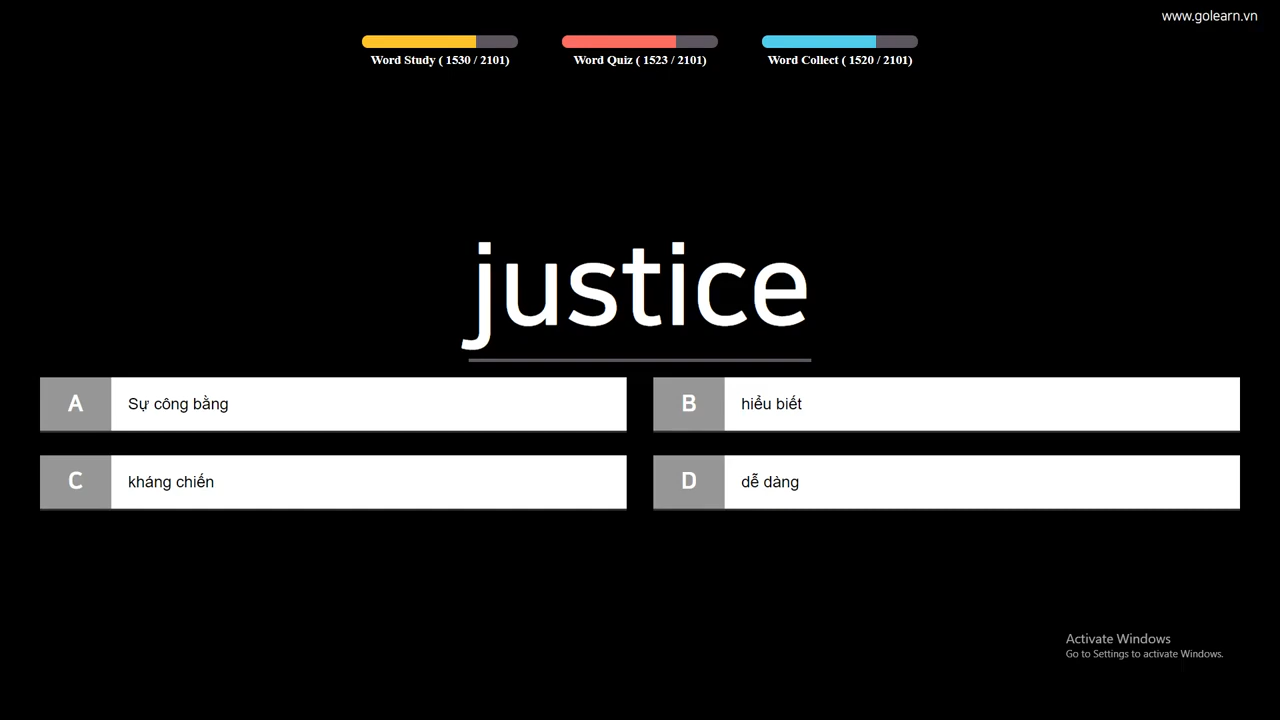 www.golearn.vn
Word Study ( 1530 / 2101)
Word Quiz ( 1523 / 2101)
Word Collect ( 1520 / 2101)
justice
A Sự công bằng
B hiểu biết
C kháng chiến
D dễ dàng
Activate Windows
Go to Settings to activate Windows.